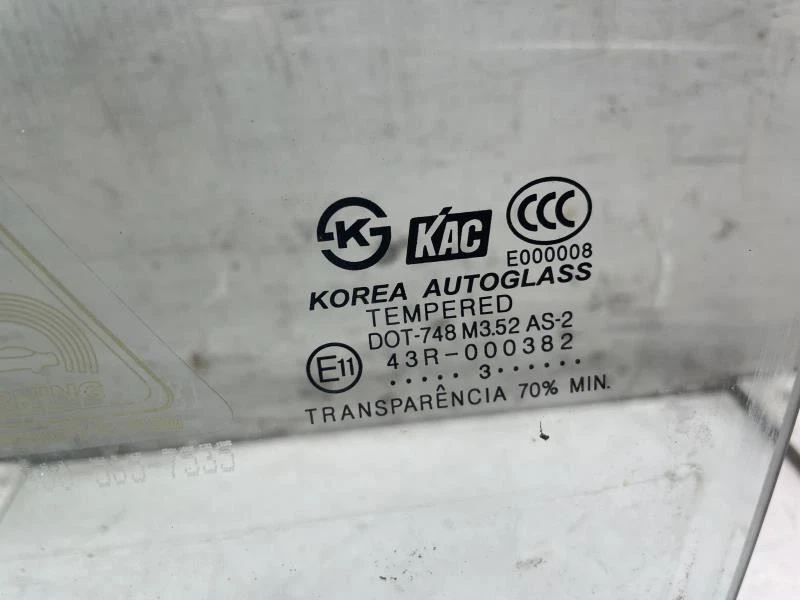 K
KAC
CCC
E000008
KOREA AUTOGLASS
TEMPERED
DOT-748 M3.52 AS-2
E11
43R-000382
..... 3 ......
TRANSPARÊNCIA 70% MIN.
7535